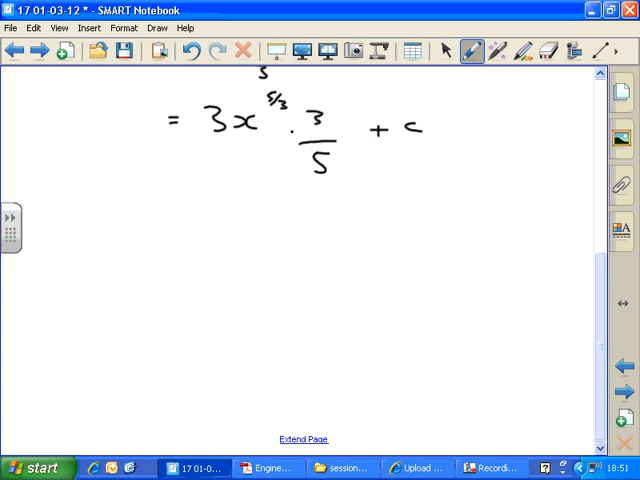 17 01-03-12 * - SMART Notebook
File Edit View Insert Format Draw Help
= 3x^5/3 . 3/5 + c
Extend Page
start 17 01-0... Engine... session... Upload ... Recordi... 18:51